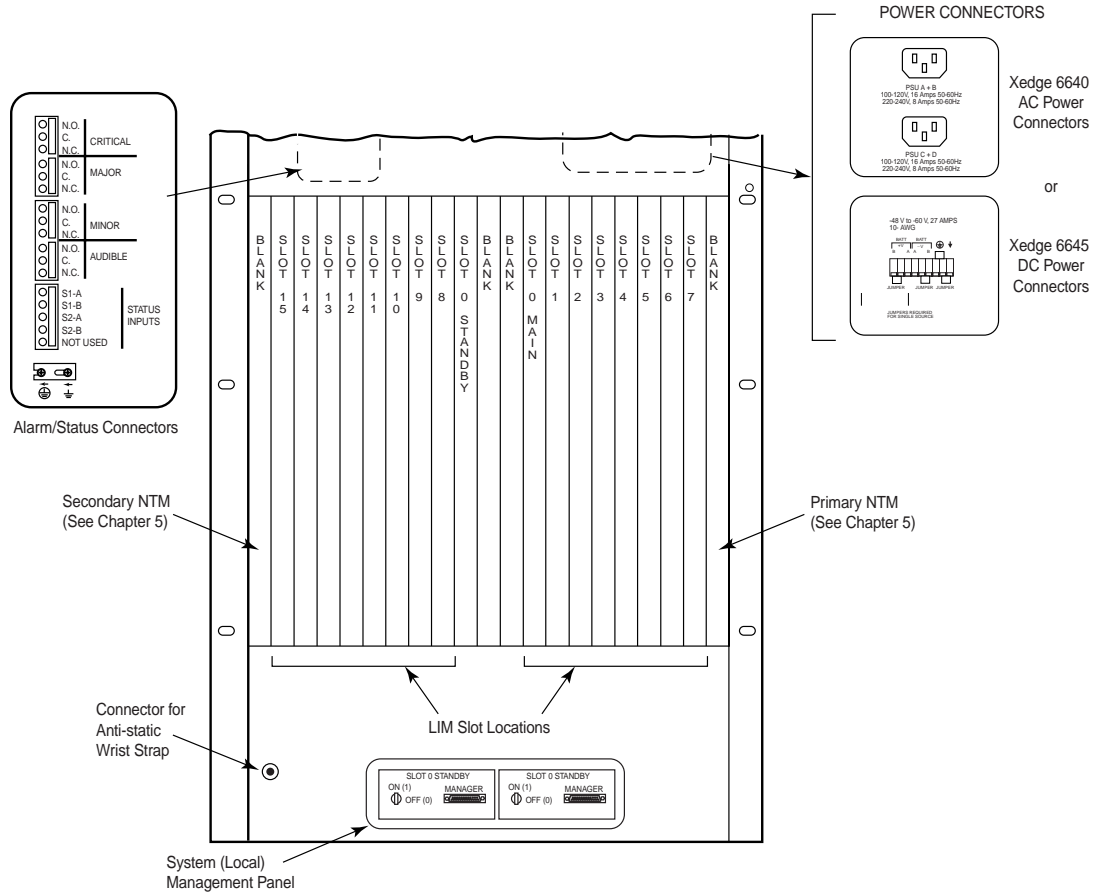 POWER CONNECTORS
PSU A + B
100-120V, 16 Amps 50-60Hz
220-240V, 8 Amps 50-60Hz
PSU C + D
100-120V, 16 Amps 50-60Hz
220-240V, 8 Amps 50-60Hz
Xedge 6640
AC Power
Connectors
or
-48 V to -60 V, 27 AMPS
10- AWG
BATT BATT
+V -V
B A A B
JUMPER JUMPER JUMPER
JUMPERS REQUIRED
FOR SINGLE SOURCE
Xedge 6645
DC Power
Connectors
N.O.
C.
N.C.
CRITICAL
N.O.
C.
N.C.
MAJOR
N.O.
C.
N.C.
MINOR
N.O.
C.
N.C.
AUDIBLE
S1-A
S1-B
S2-A
S2-B
NOT USED
STATUS
INPUTS
Alarm/Status Connectors
BLANK
SLOT 15
SLOT 14
SLOT 13
SLOT 12
SLOT 11
SLOT 10
SLOT 9
SLOT 8
SLOT 0 STANDBY
BLANK
BLANK
SLOT 0 MAIN
SLOT 1
SLOT 2
SLOT 3
SLOT 4
SLOT 5
SLOT 6
SLOT 7
BLANK
Secondary NTM
(See Chapter 5)
Primary NTM
(See Chapter 5)
LIM Slot Locations
Connector for
Anti-static
Wrist Strap
SLOT 0 STANDBY
ON (1)
OFF (0)
MANAGER
SLOT 0 STANDBY
ON (1)
OFF (0)
MANAGER
System (Local)
Management Panel